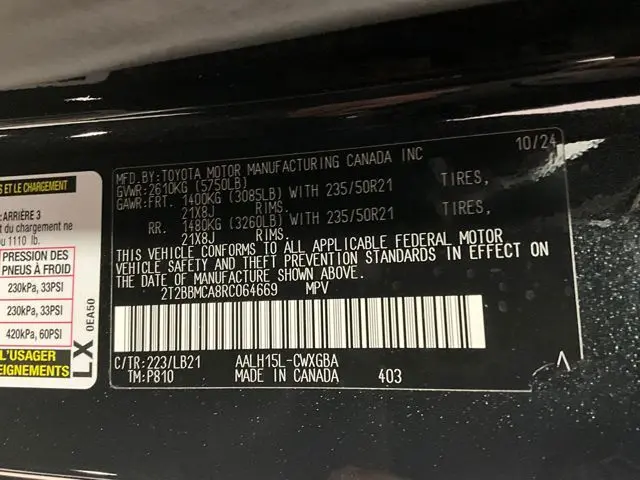 S ET LE CHARGEMENT
:ARRIÈRE 3
t du chargement ne
u 1110 lb.
PRESSION DES
PNEUS À FROID
230kPa, 33PSI
230kPa, 33PSI
420kPa, 60PSI
L'USAGER
EIGNEMENTS
LX
0EA50
MFD.BY:TOYOTA MOTOR MANUFACTURING CANADA INC 10/24
GVWR:2610KG (5750LB)
GAWR:FRT. 1400KG (3085LB) WITH 235/50R21 TIRES,
21X8J RIMS.
RR. 1480KG (3260LB) WITH 235/50R21 TIRES,
21X8J RIMS.
THIS VEHICLE CONFORMS TO ALL APPLICABLE FEDERAL MOTOR
VEHICLE SAFETY AND THEFT PREVENTION STANDARDS IN EFFECT ON
THE DATE OF MANUFACTURE SHOWN ABOVE.
2T2BBMCA8RC064669 MPV
C/TR:223/LB21 AALH15L-CWXGBA
TM:P810 MADE IN CANADA 403